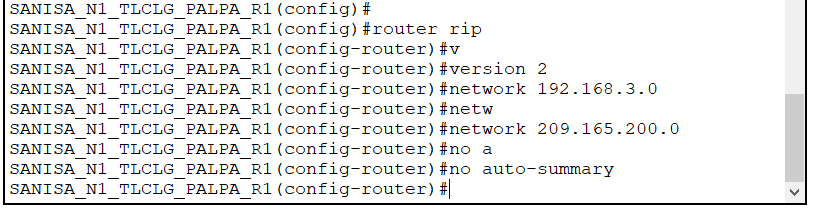 SANISA_N1_TLCLG_PALPA_R1(config)#
SANISA_N1_TLCLG_PALPA_R1(config)#router rip
SANISA_N1_TLCLG_PALPA_R1(config-router)#v
SANISA_N1_TLCLG_PALPA_R1(config-router)#version 2
SANISA_N1_TLCLG_PALPA_R1(config-router)#network 192.168.3.0
SANISA_N1_TLCLG_PALPA_R1(config-router)#netw
SANISA_N1_TLCLG_PALPA_R1(config-router)#network 209.165.200.0
SANISA_N1_TLCLG_PALPA_R1(config-router)#no a
SANISA_N1_TLCLG_PALPA_R1(config-router)#no auto-summary
SANISA_N1_TLCLG_PALPA_R1(config-router)#